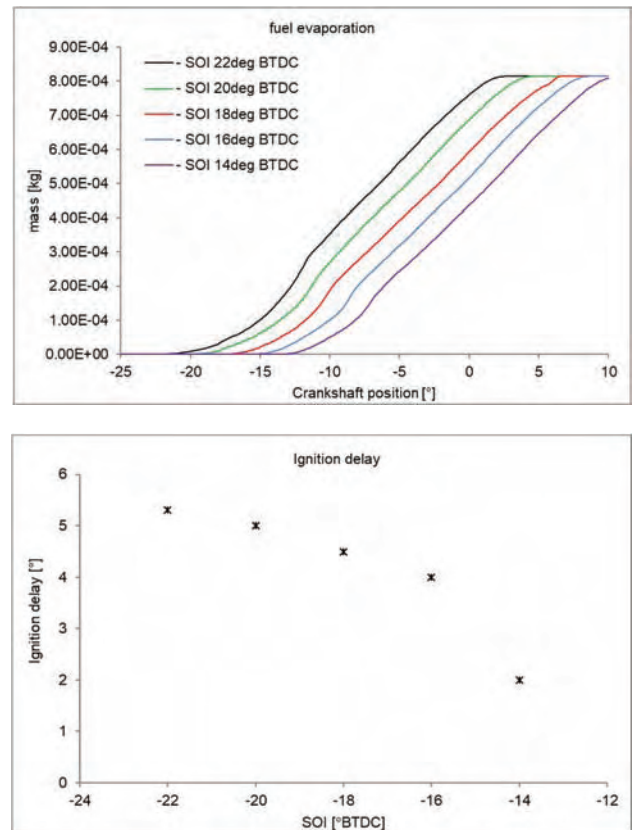 fuel evaporation
9.00E-04
8.00E-04
7.00E-04
6.00E-04
5.00E-04
4.00E-04
3.00E-04
2.00E-04
1.00E-04
0.00E+00
mass [kg]
- SOI 22deg BTDC
- SOI 20deg BTDC
- SOI 18deg BTDC
- SOI 16deg BTDC
- SOI 14deg BTDC
-25 -20 -15 -10 -5 0 5 10
Crankshaft position [°]
Ignition delay
6
5
4
3
2
1
0
Ignition delay [°]
-24 -22 -20 -18 -16 -14 -12
SOI [°BTDC]